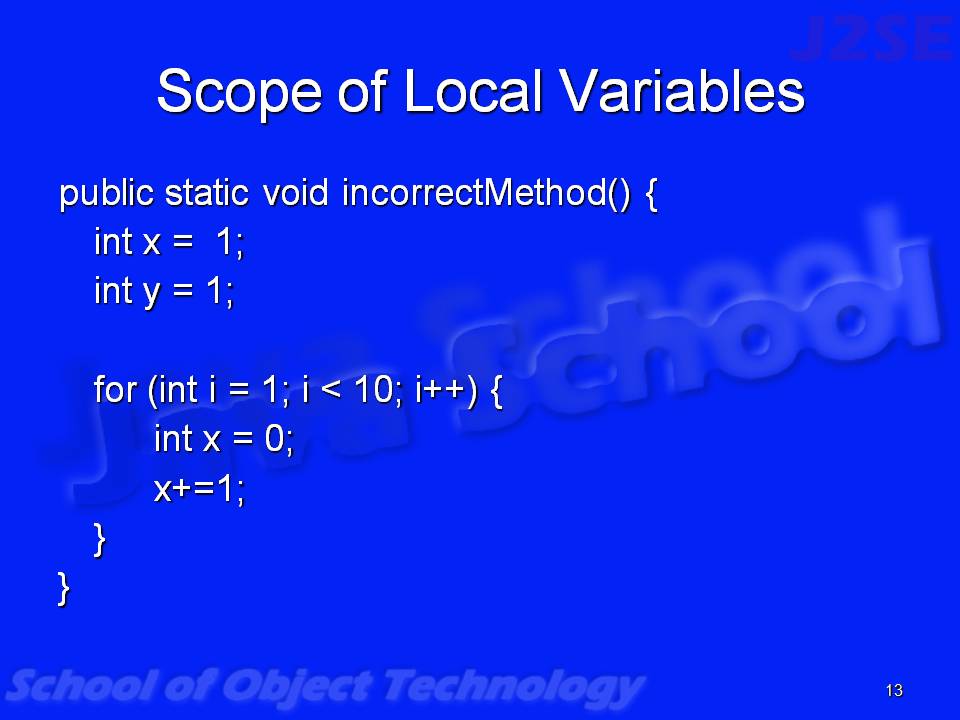 J2SE
Scope of Local Variables
public static void incorrectMethod() {
int x =  1;
int y = 1;
for (int i = 1; i < 10; i++) {
int x = 0;
x+=1;
}
}
Java School
School of Object Technology
13